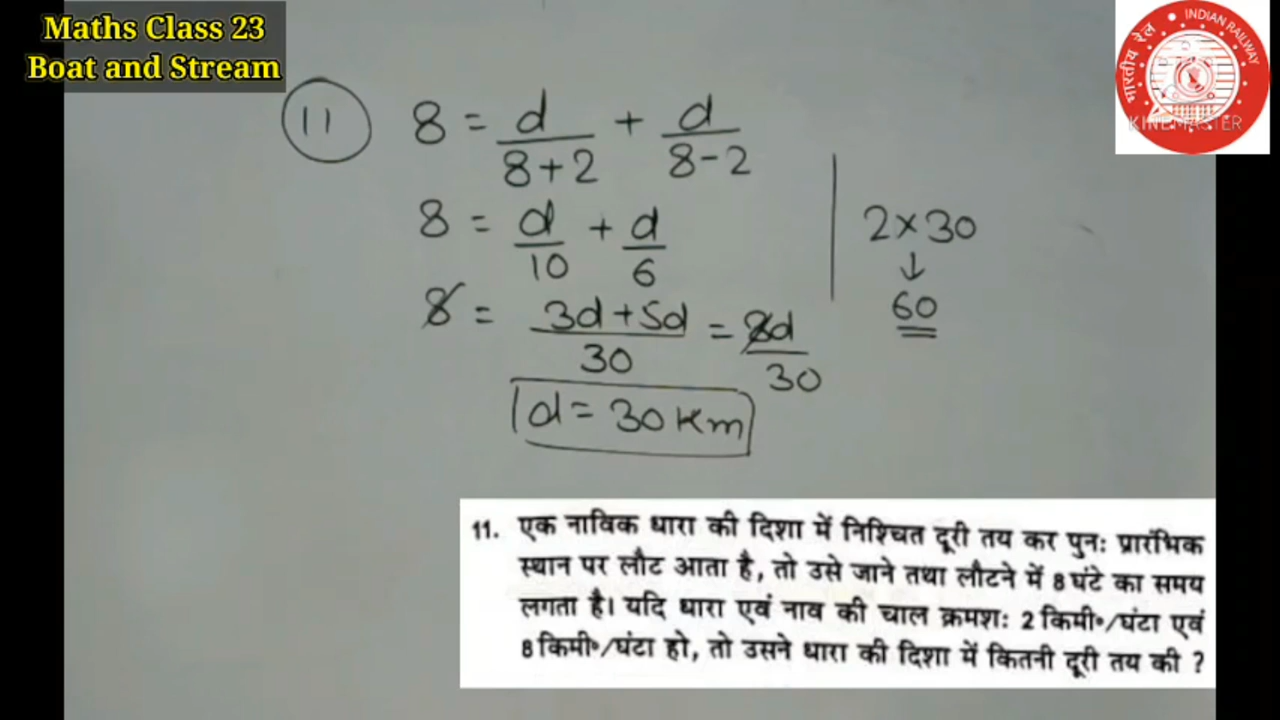 Maths Class 23
Boat and Stream
INDIAN RAILWAY
भारतीय रेल
KINEMASTER
11
8 = d/(8+2) + d/(8-2)
8 = d/10 + d/6
8 = (3d+5d)/30 = 8d/30
d = 30 Km
2×30
↓
60
11. एक नाविक धारा की दिशा में निश्चित दूरी तय कर पुनः प्रारंभिक
स्थान पर लौट आता है, तो उसे जाने तथा लौटने में 8 घंटे का समय
लगता है। यदि धारा एवं नाव की चाल क्रमशः 2 किमी॰/घंटा एवं
8 किमी॰/घंटा हो, तो उसने धारा की दिशा में कितनी दूरी तय की ?